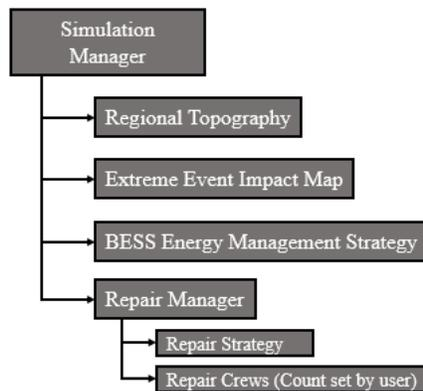 Simulation
Manager
Regional Topography
Extreme Event Impact Map
BESS Energy Management Strategy
Repair Manager
Repair Strategy
Repair Crews (Count set by user)